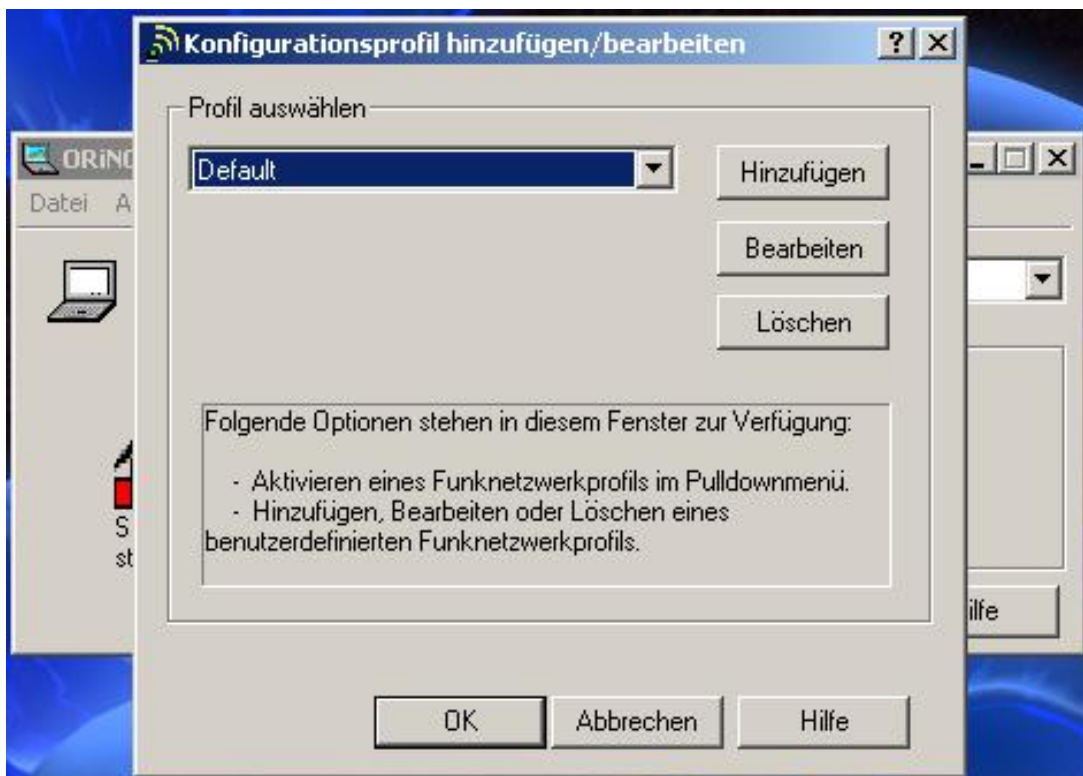 Konfigurationsprofil hinzufügen/bearbeiten
Profil auswählen
ORiNO
Default
Hinzufügen
Datei A
Bearbeiten
Löschen
Folgende Optionen stehen in diesem Fenster zur Verfügung:
- Aktivieren eines Funknetzwerkprofils im Pulldownmenü.
- Hinzufügen, Bearbeiten oder Löschen eines
benutzerdefinierten Funknetzwerkprofils.
S
st
ilfe
OK
Abbrechen
Hilfe